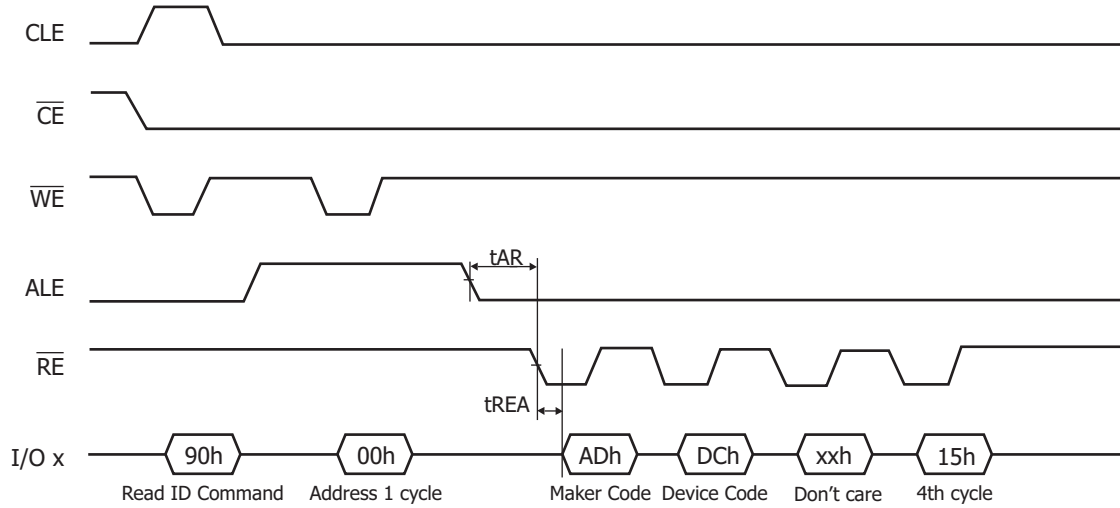 CLE
CE
WE
ALE
tAR
RE
tREA
I/O x
90h
00h
ADh
DCh
xxh
15h
Read ID Command
Address 1 cycle
Maker Code
Device Code
Don't care
4th cycle